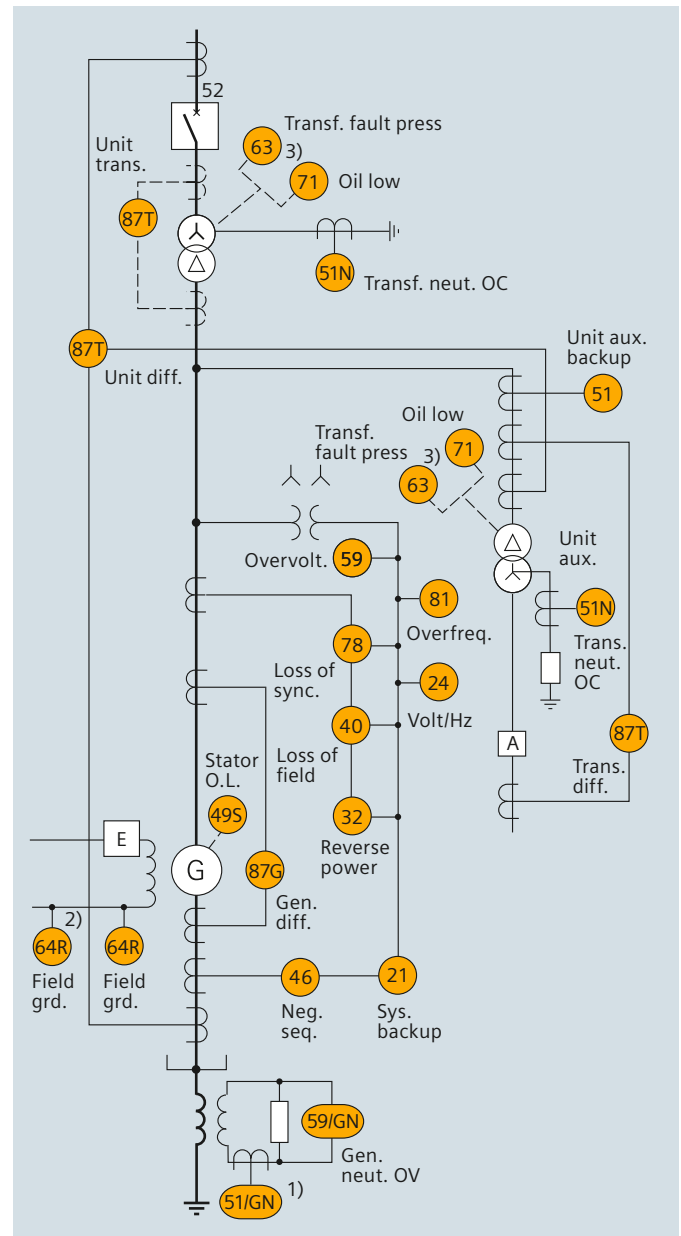 52
Transf. fault press
63
3)
Unit
trans.
71
Oil low
87T
51N
Transf. neut. OC
87T
Unit diff.
Unit aux.
backup
51
Oil low
Transf.
fault press
3)
71
63
Unit
aux.
Overvolt.
59
81
Overfreq.
51N
Trans.
neut.
OC
78
Loss of
sync.
24
Volt/Hz
40
Loss of
field
87T
A
Trans.
diff.
Stator
O.L.
49S
32
Reverse
power
E
G
87G
Gen.
diff.
2)
64R
64R
Field
grd.
Field
grd.
46
21
Neg.
seq.
Sys.
backup
59/GN
Gen.
neut. OV
51/GN
1)